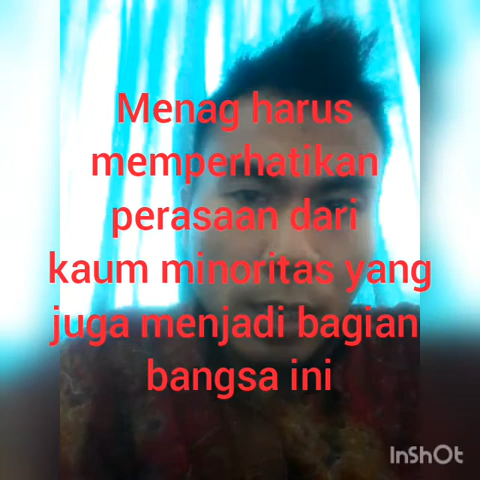 Menag harus
memperhatikan
perasaan dari
kaum minoritas yang
juga menjadi bagian
bangsa ini
InShOt